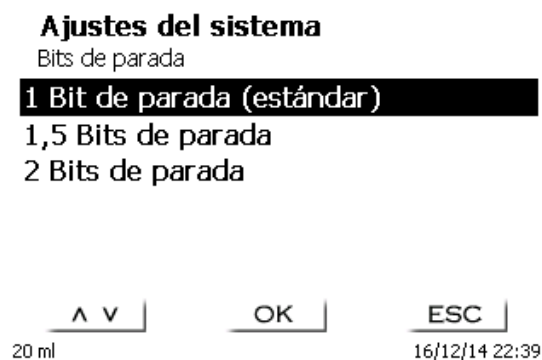 Ajustes del sistema
Bits de parada
1 Bit de parada (estándar)
1,5 Bits de parada
2 Bits de parada
∧ ∨ OK ESC
20 ml 16/12/14 22:39